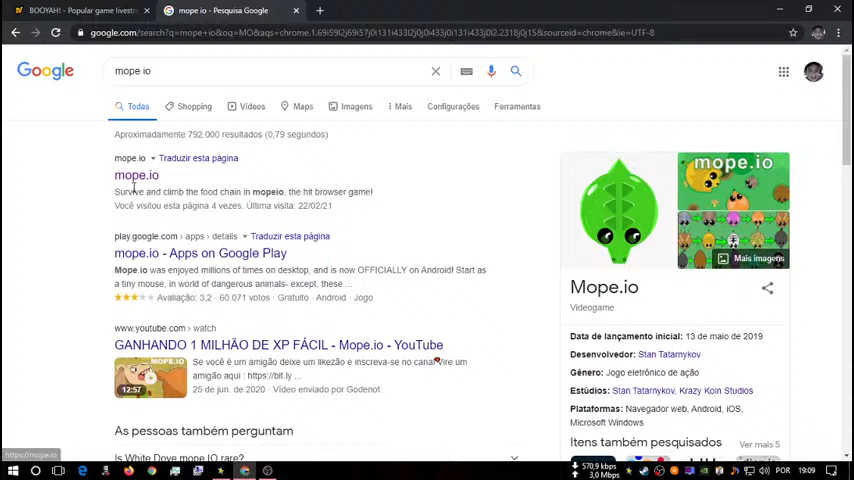 BOOYAH! - Popular game livestre
mope io - Pesquisa Google
google.com/search?q=mope+io&oq=MO&aqs=chrome.1.69i59l2j69i57j0i131i433l2j0j0i433j0i131i433l2.2318j0j15&sourceid=chrome&ie=UTF-8
Google
mope io
Todas
Shopping
Vídeos
Maps
Imagens
Mais
Configurações
Ferramentas
Aproximadamente 792.000 resultados (0,79 segundos)
mope.io
Traduzir esta página
mope.io
Survive and climb the food chain in mopeio, the hit browser game!
Você visitou esta página 4 vezes. Última visita: 22/02/21
play.google.com › apps › details
Traduzir esta página
mope.io - Apps on Google Play
Mope.io was enjoyed millions of times on desktop, and is now OFFICIALLY on Android! Start as
a tiny mouse, in world of dangerous animals- except, these ...
Avaliação: 3,2 · 60.071 votos · Gratuito · Android · Jogo
www.youtube.com › watch
GANHANDO 1 MILHÃO DE XP FÁCIL - Mope.io - YouTube
MOPE.IO
12:57
Se você é um amigão deixe um likezão e inscreva-se no canal Vire um
amigão aqui : https://bit.ly ...
25 de jun. de 2020 · Vídeo enviado por Godenot
As pessoas também perguntam
Is White Dove mope IO rare?
mope.io
Mais imagens
Mope.io
Videogame
Data de lançamento inicial: 13 de maio de 2019
Desenvolvedor: Stan Tatarnykov
Gênero: Jogo eletrônico de ação
Estúdios: Stan Tatarnykov, Krazy Koin Studios
Plataformas: Navegador web, Android, iOS,
Microsoft Windows
Itens também pesquisados
Ver mais 5
https://mope.io
570,9 kbps
3,0 Mbps
POR
19:09